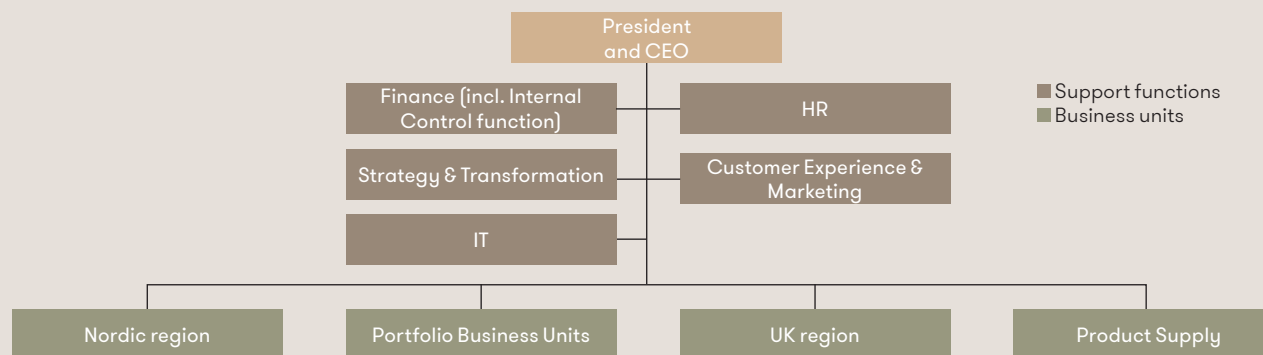 President
and CEO
Finance (incl. Internal
Control function)
HR
Support functions
Business units
Strategy & Transformation
Customer Experience &
Marketing
IT
Nordic region
Portfolio Business Units
UK region
Product Supply